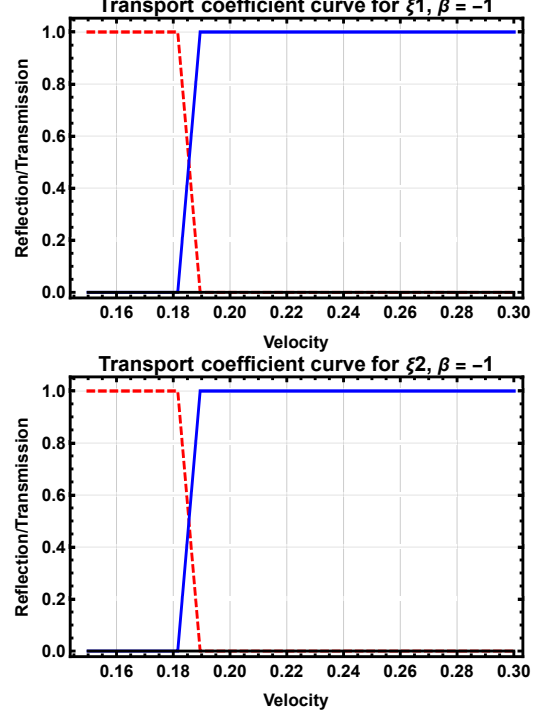 Transport coefficient curve for ξ1, β = −1
Reflection/Transmission
1.0
0.8
0.6
0.4
0.2
0.0
0.16 0.18 0.20 0.22 0.24 0.26 0.28 0.30
Velocity
Transport coefficient curve for ξ2, β = −1
Reflection/Transmission
1.0
0.8
0.6
0.4
0.2
0.0
0.16 0.18 0.20 0.22 0.24 0.26 0.28 0.30
Velocity